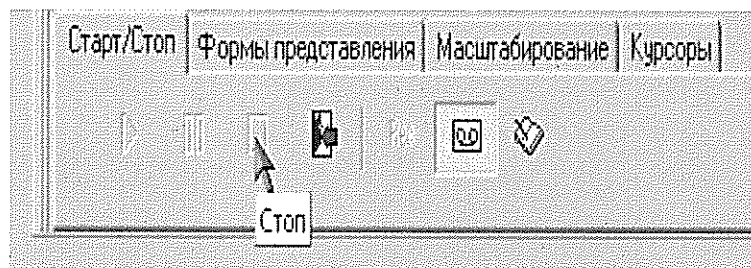 Старт/Стоп Формы представления Масштабирование Курсоры
Стоп